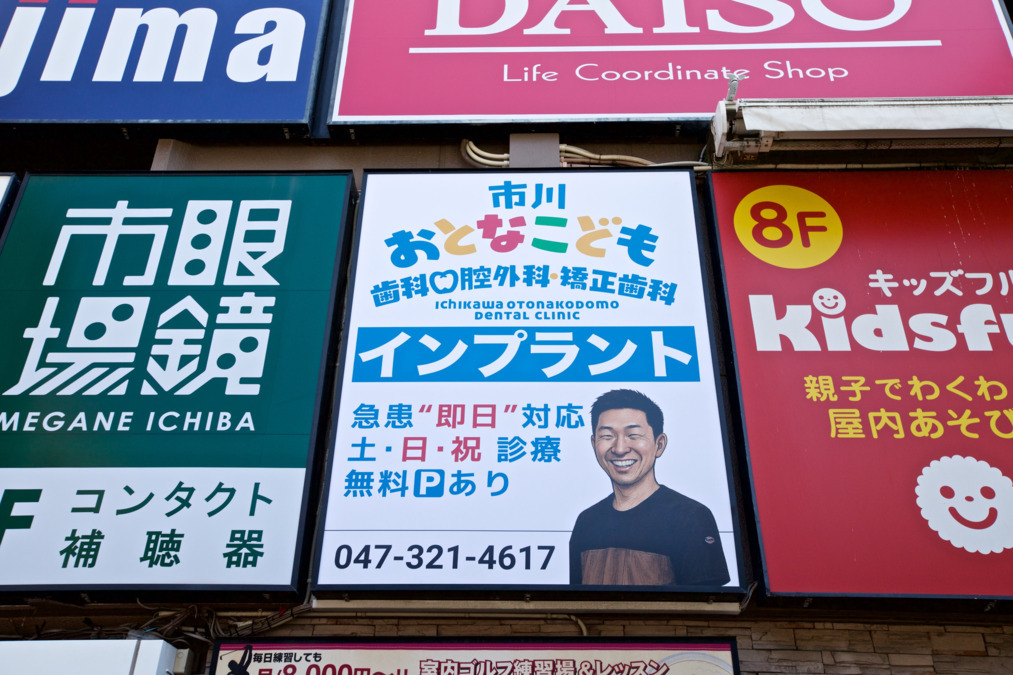 jima
DAISO
Life Coordinate Shop
眼鏡
市場
MEGANE ICHIBA
F
コンタクト
補聴器
市川
おとなこども
歯科口腔外科・矯正歯科
ICHIKAWA OTONAKODOMO
DENTAL CLINIC
インプラント
急患“即日”対応
土・日・祝 診療
無料Pあり
047-321-4617
8F
キッズフル
Kidsfu
親子でわくわ
屋内あそび
毎日練習しても
室内ゴルフ練習場&レッスン